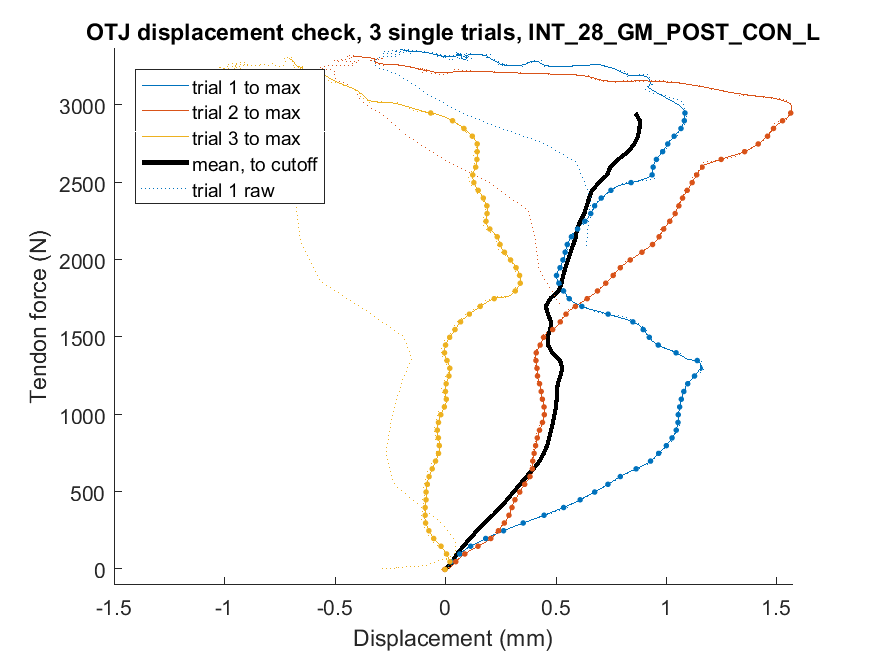 OTJ displacement check, 3 single trials, INT_28_GM_POST_CON_L
trial 1 to max
trial 2 to max
trial 3 to max
mean, to cutoff
trial 1 raw
3000
2500
2000
1500
1000
500
0
Tendon force (N)
-1.5
-1
-0.5
0
0.5
1
1.5
Displacement (mm)